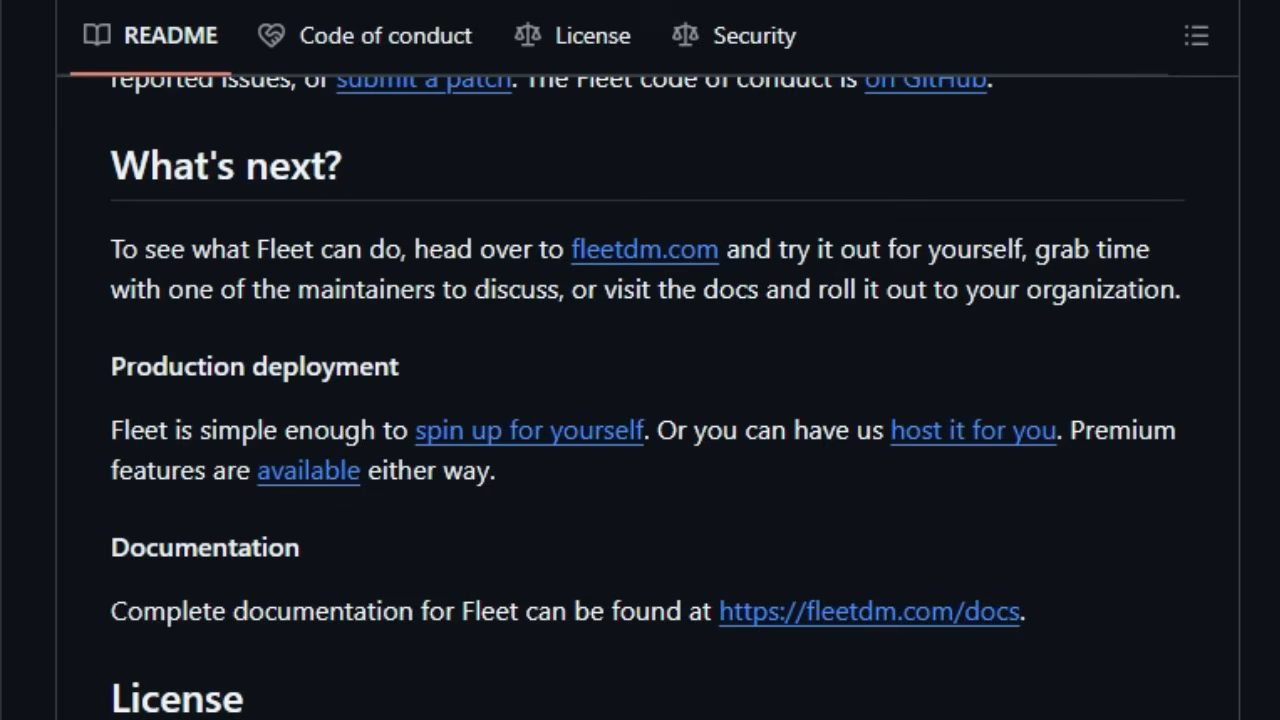 README Code of conduct License Security
reported issues, or submit a patch. The Fleet code of conduct is on GitHub.
What's next?
To see what Fleet can do, head over to fleetdm.com and try it out for yourself, grab time
with one of the maintainers to discuss, or visit the docs and roll it out to your organization.
Production deployment
Fleet is simple enough to spin up for yourself. Or you can have us host it for you. Premium
features are available either way.
Documentation
Complete documentation for Fleet can be found at https://fleetdm.com/docs.
License